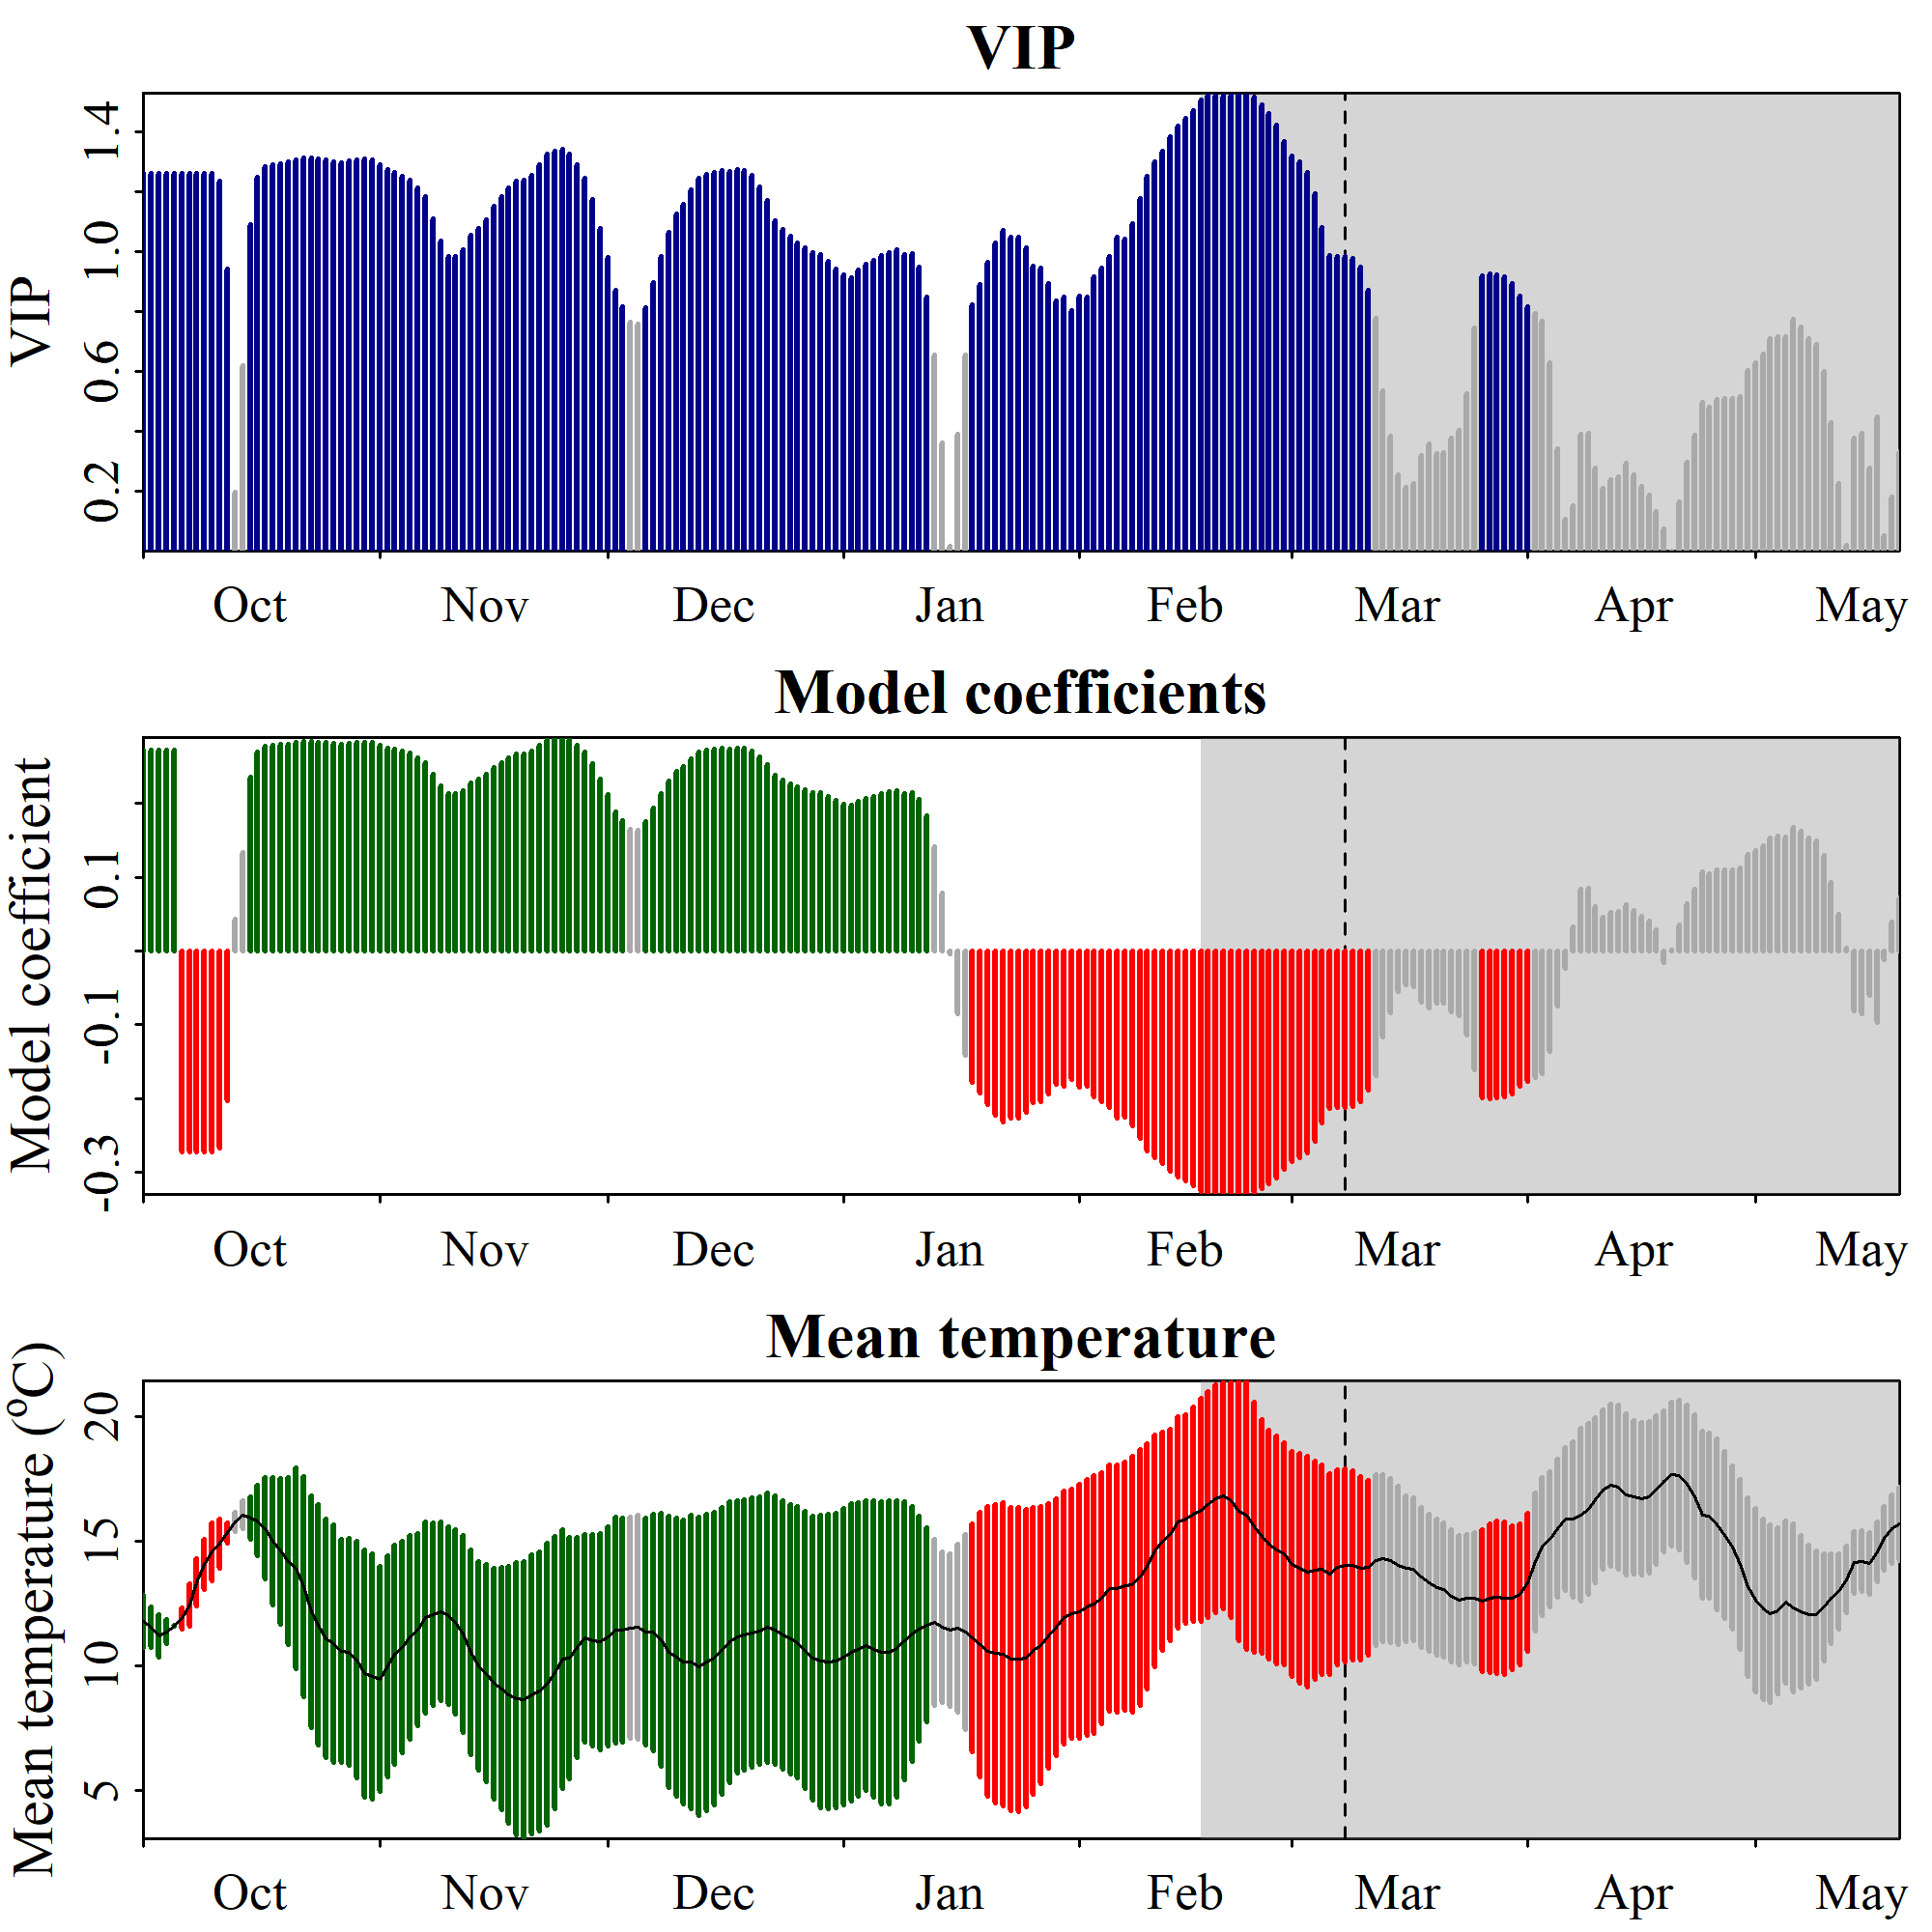 VIP
VIP
1.4
1.0
0.6
0.2
Oct Nov Dec Jan Feb Mar Apr May
Model coefficients
Model coefficient
0.1
-0.1
-0.3
Oct Nov Dec Jan Feb Mar Apr May
Mean temperature
Mean temperature (ºC)
20
15
10
5
Oct Nov Dec Jan Feb Mar Apr May